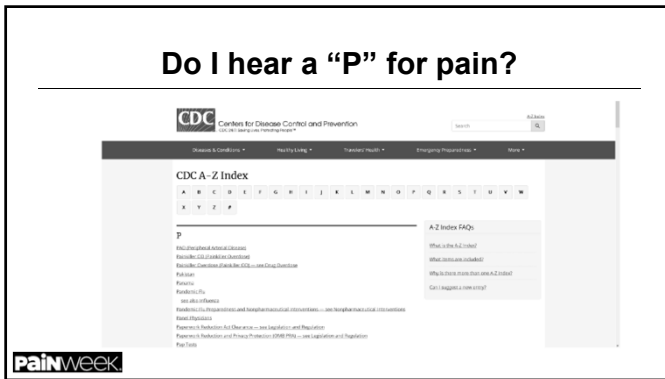 Do I hear a “P” for pain?
CDC
Centers for Disease Control and Prevention
CDC 24/7: Saving Lives, Protecting People™
A-Z Index
Search
Diseases & Conditions
Healthy Living
Travelers' Health
Emergency Preparedness
More
CDC A-Z Index
A B C D E F G H I J K L M N O P Q R S T U V W
X Y Z #
P
PAD (Peripheral Arterial Disease)
Painkiller OD (Painkiller Overdose)
Painkiller Overdose (Painkiller OD) — see Drug Overdose
Pakistan
Panama
Pandemic Flu
see also Influenza
Pandemic Flu Preparedness and Nonpharmaceutical Interventions — see Nonpharmaceutical Interventions
Panel Physicians
Paperwork Reduction Act Clearance — see Legislation and Regulation
Paperwork Reduction and Privacy Protection (OMB PRA) — see Legislation and Regulation
Pap Tests
A-Z Index FAQs
What is the A-Z Index?
What items are included?
Why is there more than one A-Z Index?
Can I suggest a new entry?
PAINWEEK.